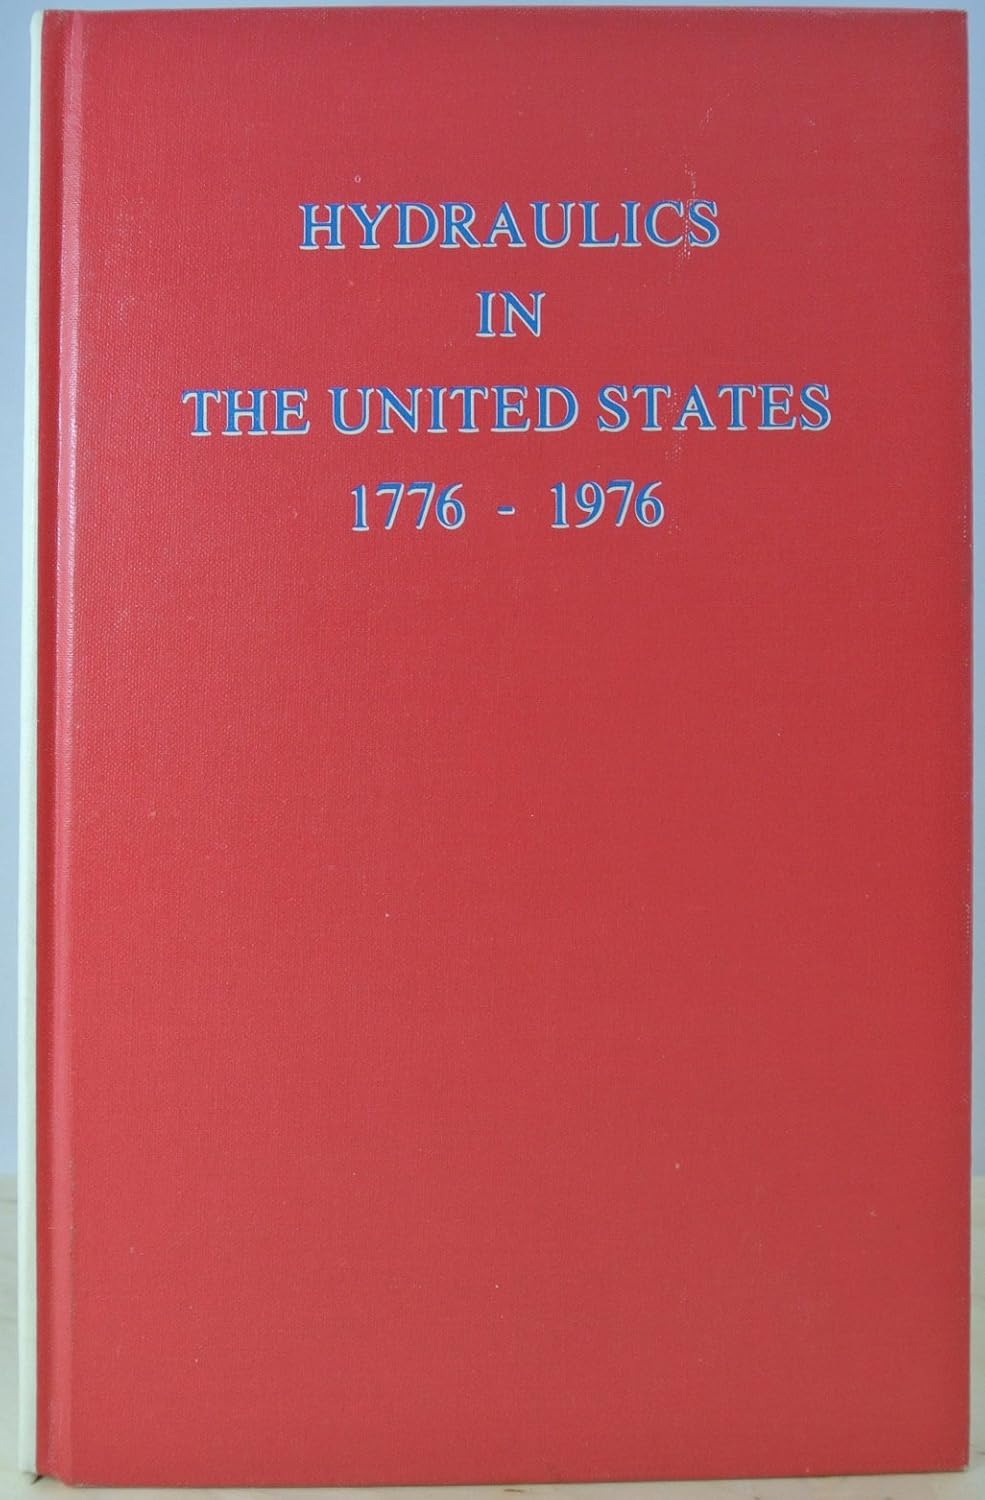 HYDRAULICS
IN
THE UNITED STATES
1776 - 1976